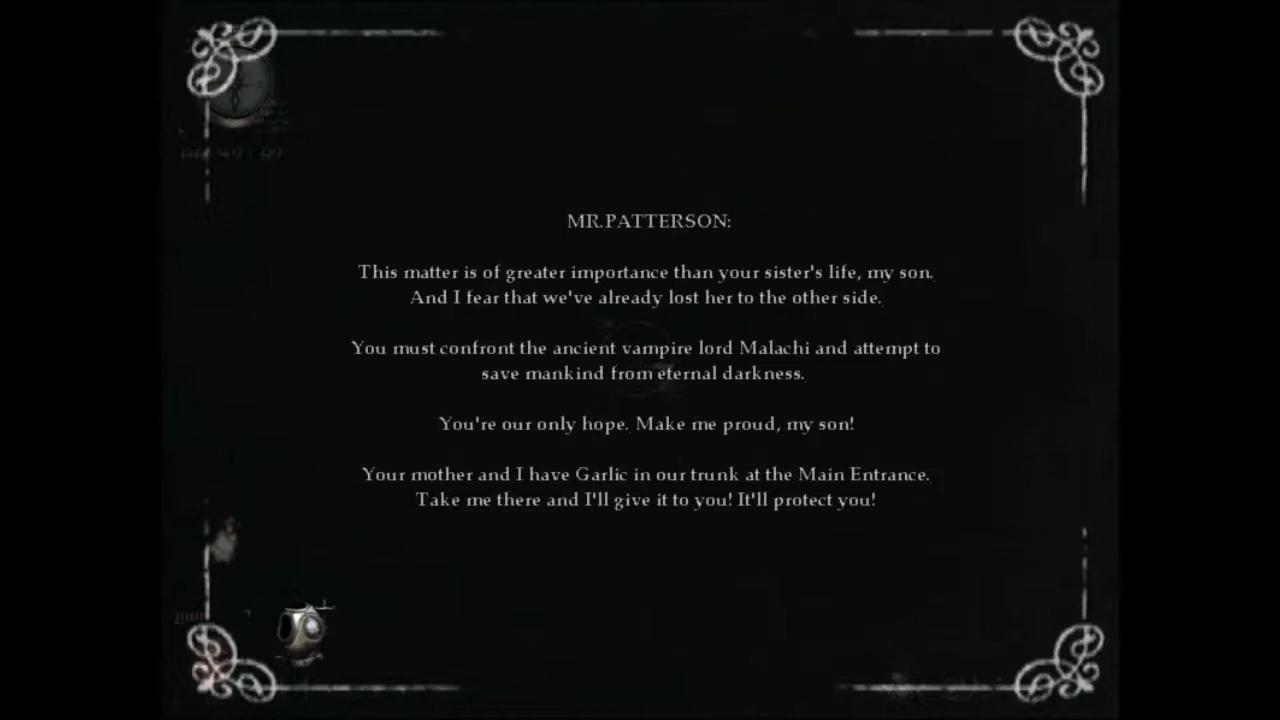 MR.PATTERSON:
This matter is of greater importance than your sister's life, my son.
And I fear that we've already lost her to the other side.
You must confront the ancient vampire lord Malachi and attempt to
save mankind from eternal darkness.
You're our only hope. Make me proud, my son!
Your mother and I have Garlic in our trunk at the Main Entrance.
Take me there and I'll give it to you! It'll protect you!